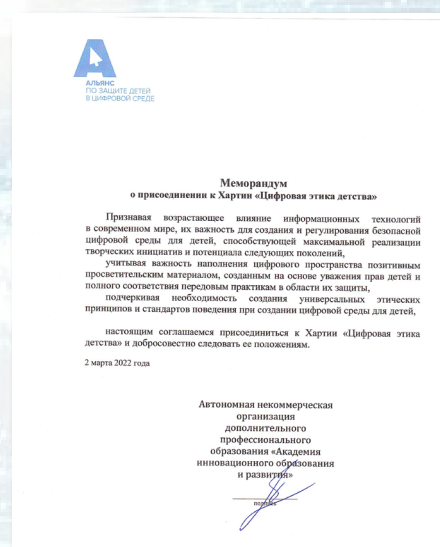 АЛЬЯНС
ПО ЗАЩИТЕ ДЕТЕЙ
В ЦИФРОВОЙ СРЕДЕ
Меморандум
о присоединении к Хартии «Цифровая этика детства»
Признавая возрастающее влияние информационных технологий
в современном мире, их важность для создания и регулирования безопасной
цифровой среды для детей, способствующей максимальной реализации
творческих инициатив и потенциала следующих поколений,
учитывая важность наполнения цифрового пространства позитивным
просветительским материалом, созданным на основе уважения прав детей и
полного соответствия передовым практикам в области их защиты,
подчеркивая необходимость создания универсальных этических
принципов и стандартов поведения при создании цифровой среды для детей,
настоящим соглашаемся присоединиться к Хартии «Цифровая этика
детства» и добросовестно следовать ее положениям.
2 марта 2022 года
Автономная некоммерческая
организация
дополнительного
профессионального
образования «Академия
инновационного образования
и развития»
подпись